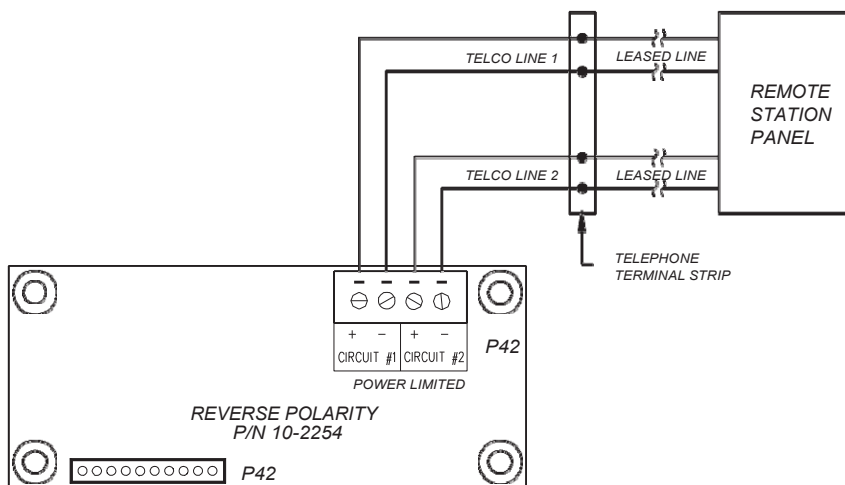 TELCO LINE 1
LEASED LINE
REMOTE
STATION
PANEL
TELCO LINE 2
LEASED LINE
TELEPHONE
TERMINAL STRIP
+ − + −
CIRCUIT #1 CIRCUIT #2
P42
POWER LIMITED
REVERSE POLARITY
P/N 10-2254
P42